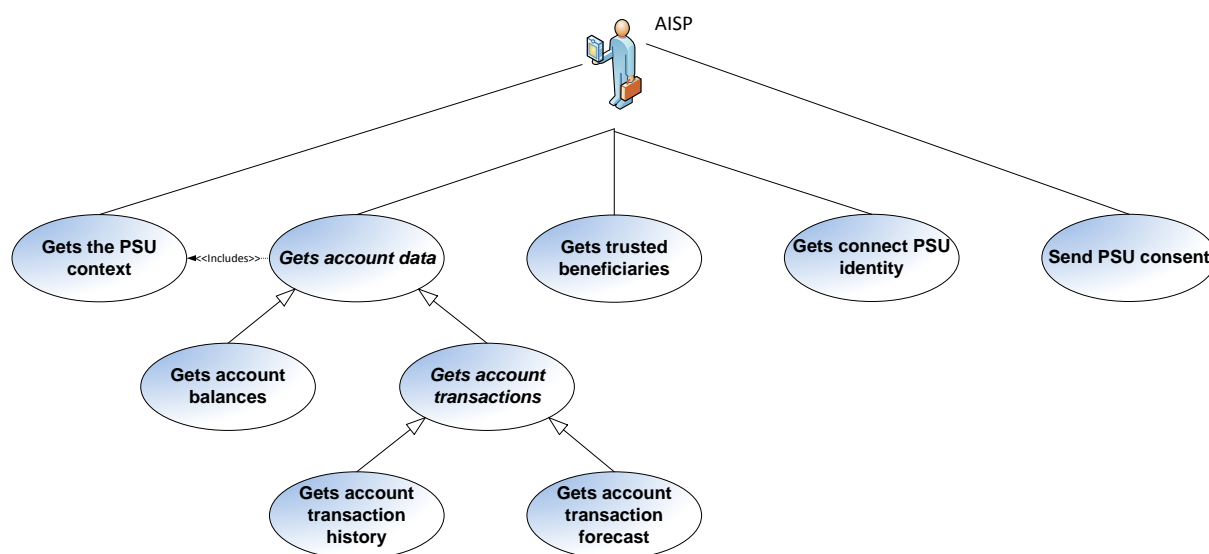 AISP
Gets the PSU
context
<<Includes>>
Gets account data
Gets trusted
beneficiaries
Gets connect PSU
identity
Send PSU consent
Gets account
balances
Gets account
transactions
Gets account
transaction
history
Gets account
transaction
forecast